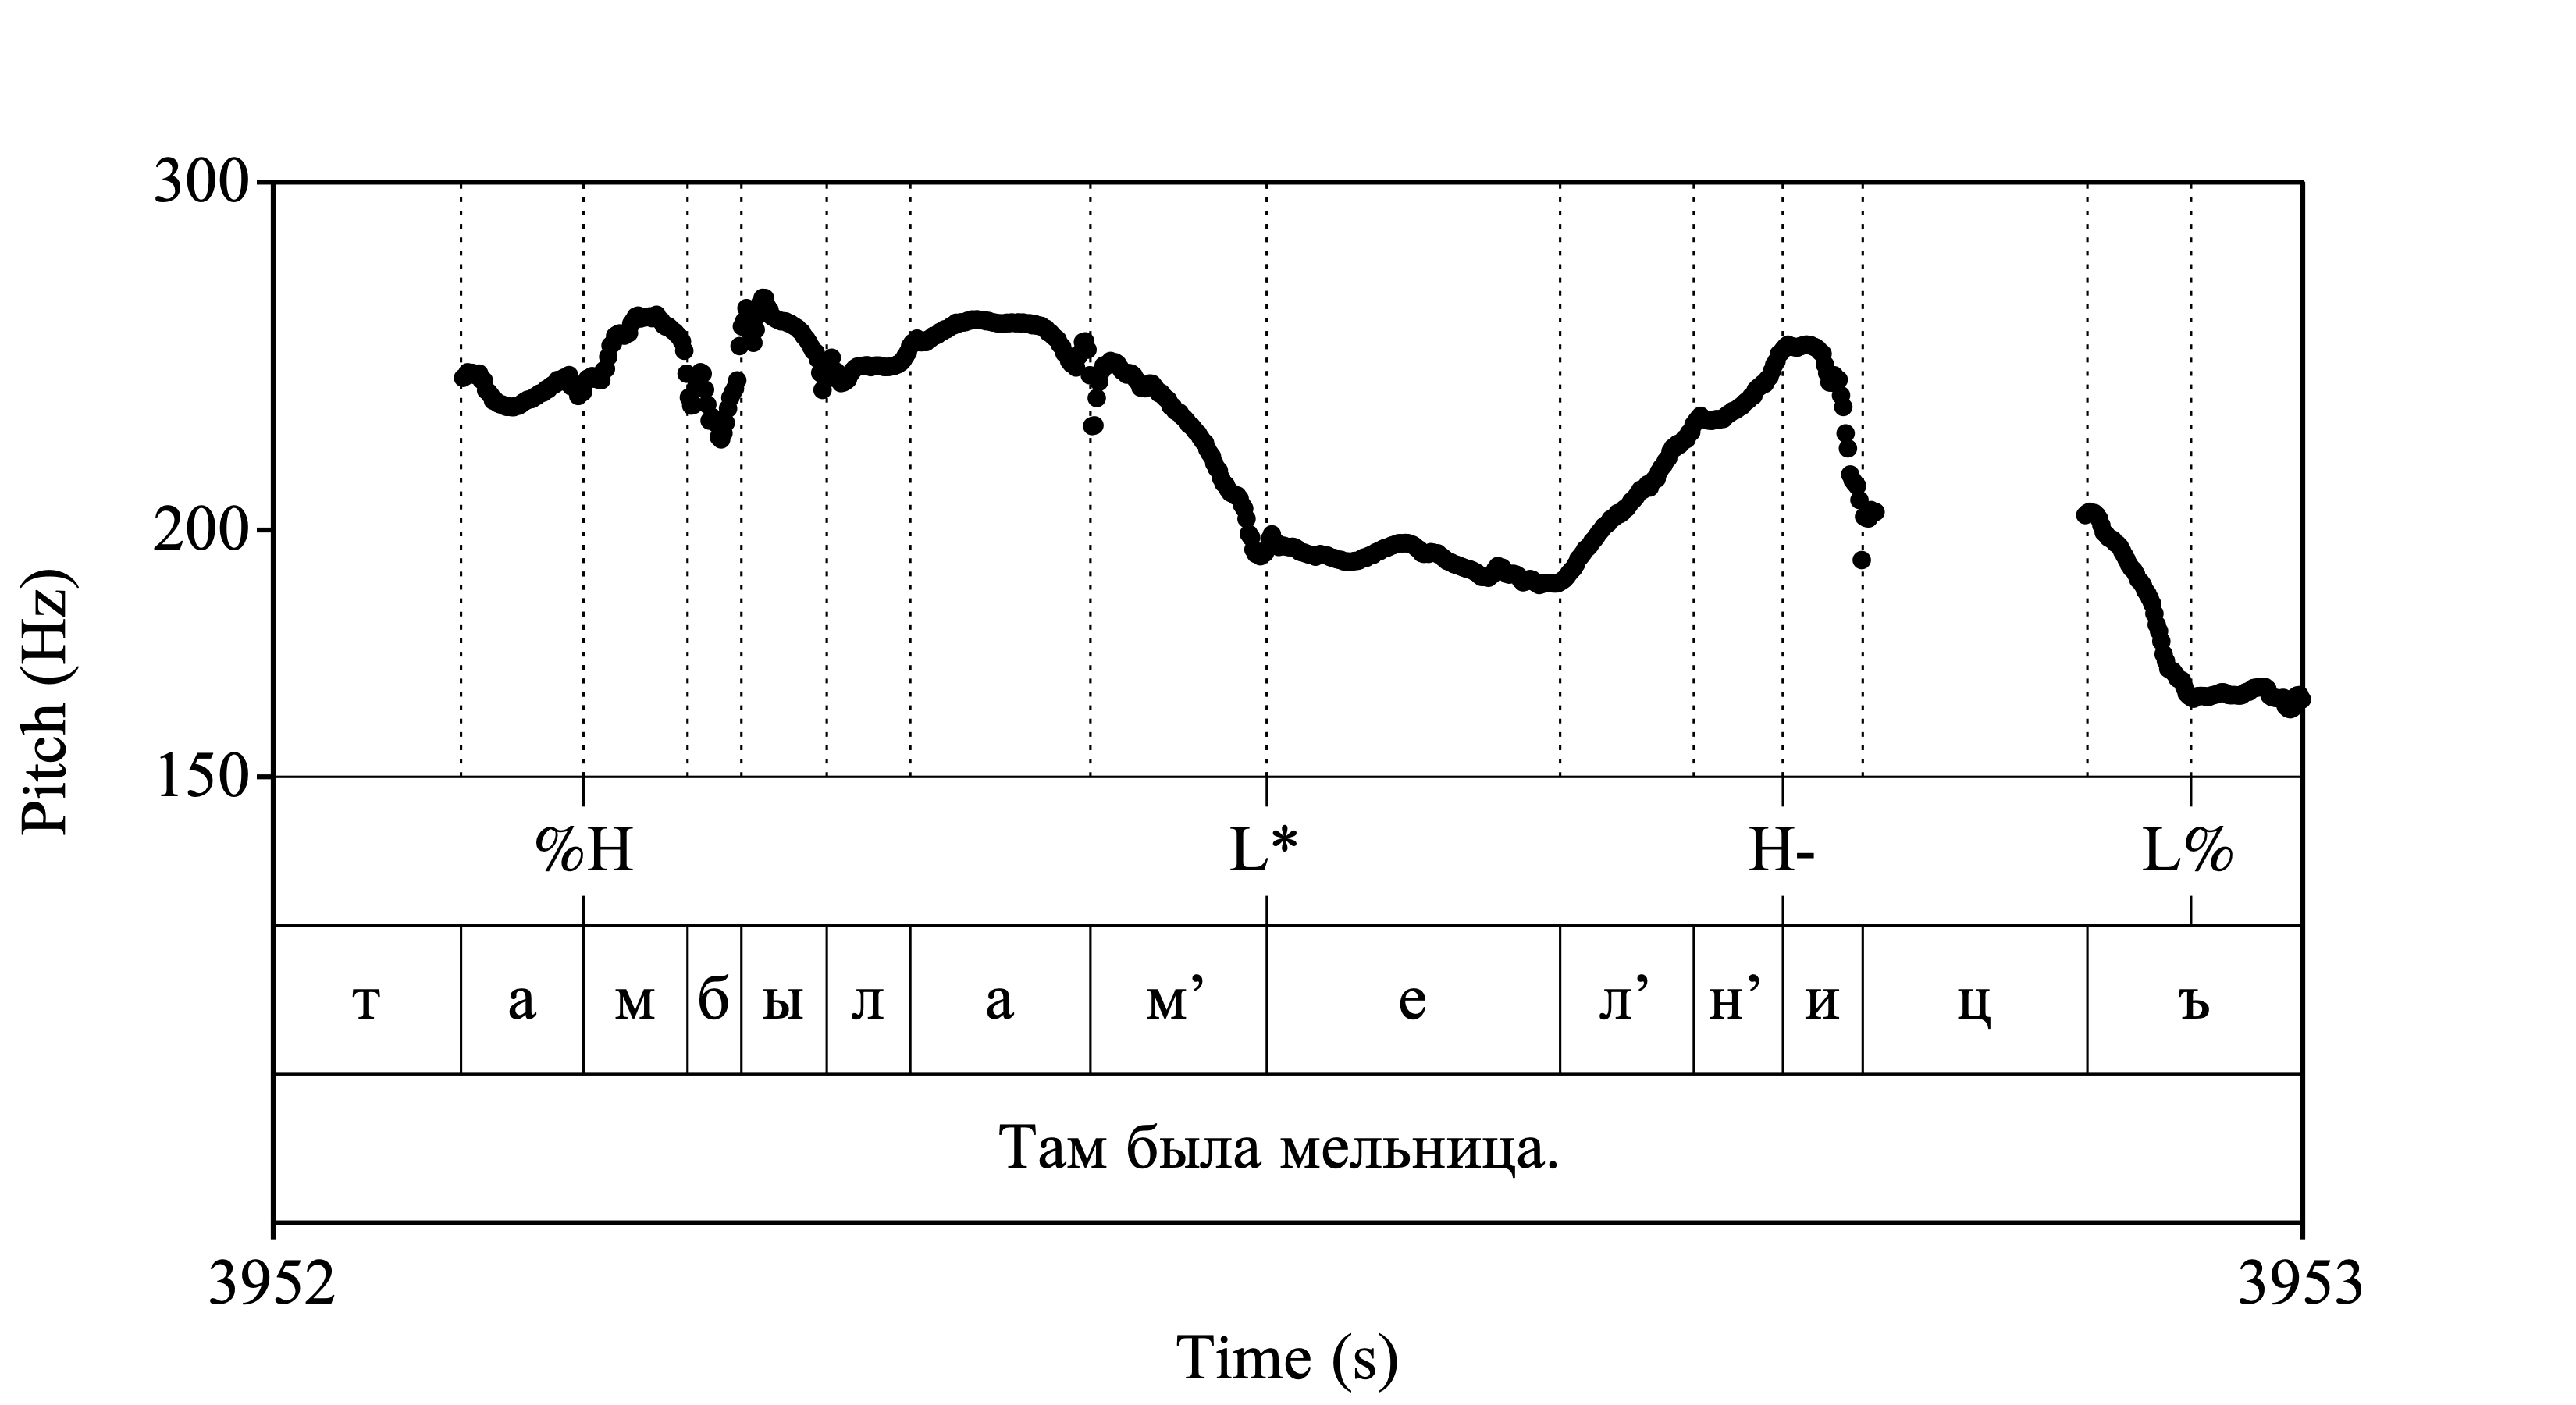 300
200
150
Pitch (Hz)
%H L* H- L%
т а м б ы л а м’ е л’ н’ и ц ъ
Там была мельница.
3952 3953
Time (s)